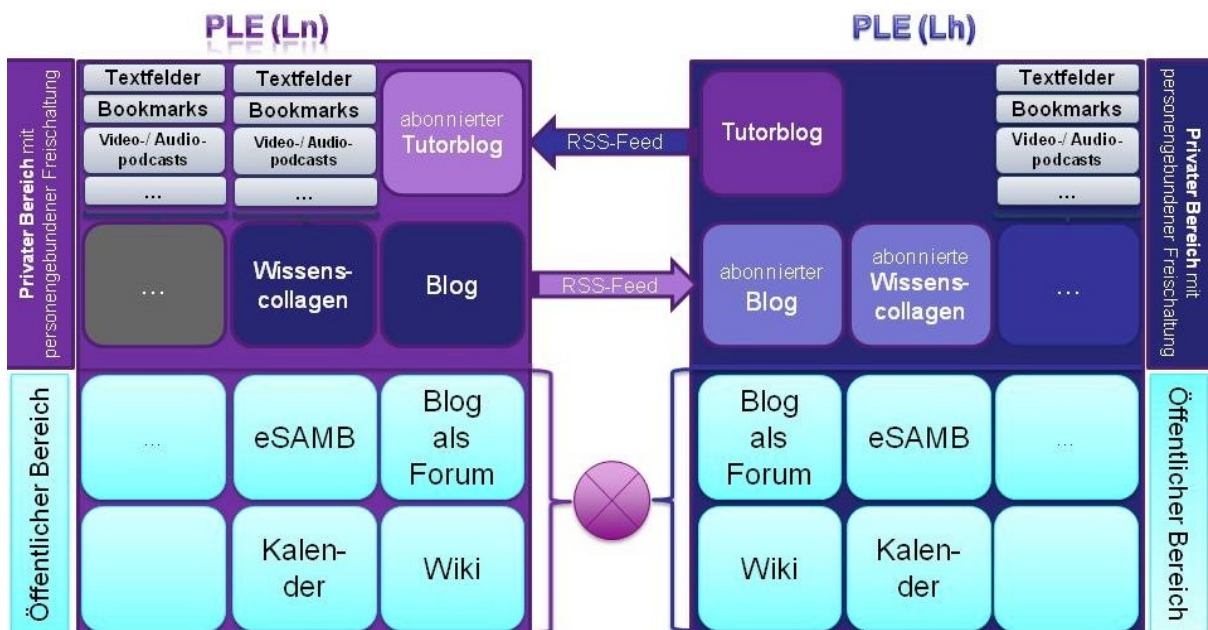 PLE (Ln)
PLE (Lh)
Privater Bereich mit
personengebundener Freischaltung
Textfelder
Bookmarks
Video-/ Audio-
podcasts
...
Textfelder
Bookmarks
Video-/ Audio-
podcasts
...
abonnierter
Tutorblog
RSS-Feed
Tutorblog
Textfelder
Bookmarks
Video-/ Audio-
podcasts
...
Privater Bereich mit
personengebundener Freischaltung
...
Wissens-
collagen
Blog
RSS-Feed
abonnierter
Blog
abonnierte
Wissens-
collagen
...
Öffentlicher Bereich
...
eSAMB
Blog
als
Forum
Blog
als
Forum
eSAMB
...
Öffentlicher Bereich
Kalen-
der
Wiki
Wiki
Kalen-
der